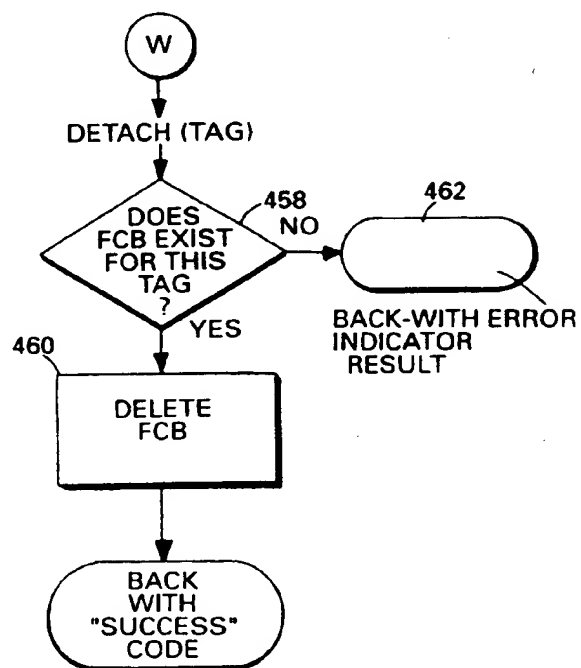 W
DETACH (TAG)
458
DOES
FCB EXIST
FOR THIS
TAG
?
NO
462
BACK-WITH ERROR
INDICATOR
RESULT
YES
460
DELETE
FCB
BACK
WITH
"SUCCESS"
CODE